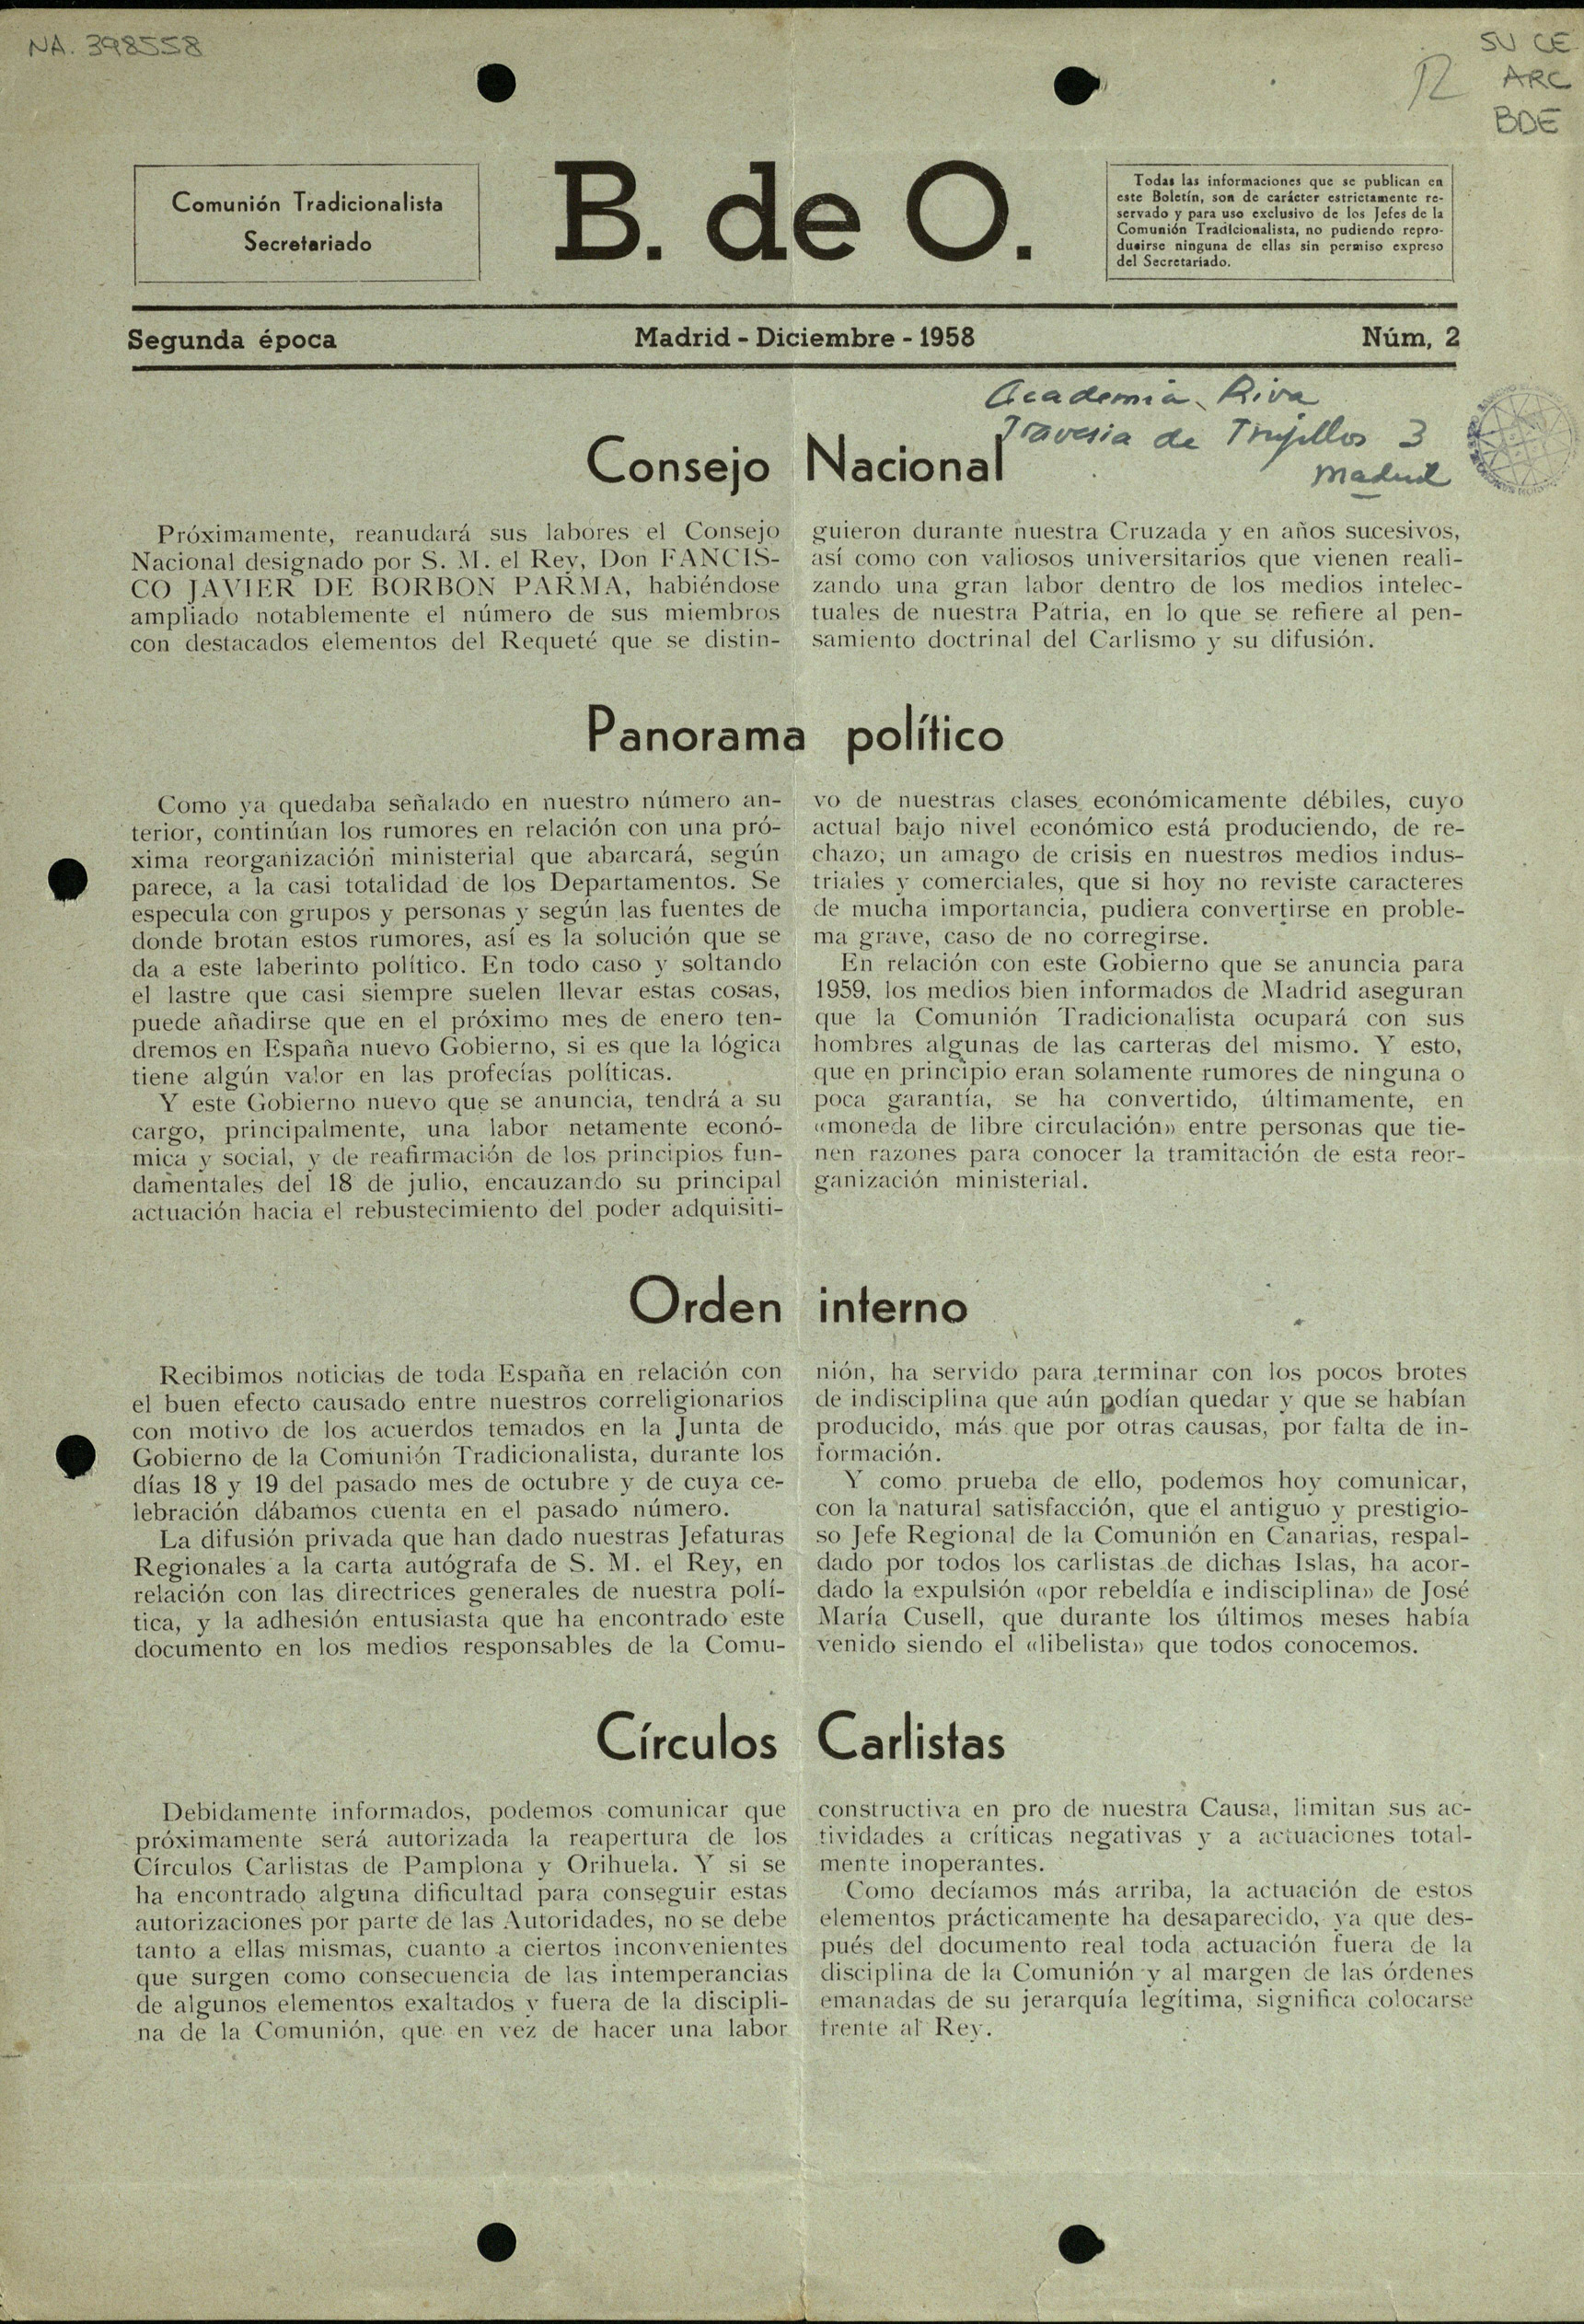 NA. 398558
SU CE
ARC
BDE
Comunión Tradicionalista
Secretariado
B. de O.
Todas las informaciones que se publican en
este Boletín, son de carácter estrictamente re-
servado y para uso exclusivo de los Jefes de la
Comunión Tradicionalista, no pudiendo repro-
ducirse ninguna de ellas sin permiso expreso
del Secretariado.
Segunda época
Madrid - Diciembre - 1958
Núm, 2
Academia Riva
Travesia de Trujillos 3
Madrid
Consejo Nacional
Próximamente, reanudará sus labores el Consejo
Nacional designado por S. M. el Rey, Don FANCIS-
CO JAVIER DE BORBON PARMA, habiéndose
ampliado notablemente el número de sus miembros
con destacados elementos del Requeté que se distin-
guieron durante nuestra Cruzada y en años sucesivos,
así como con valiosos universitarios que vienen reali-
zando una gran labor dentro de los medios intelec-
tuales de nuestra Patria, en lo que se refiere al pen-
samiento doctrinal del Carlismo y su difusión.
Panorama político
Como ya quedaba señalado en nuestro número an-
terior, continúan los rumores en relación con una pró-
xima reorganización ministerial que abarcará, según
parece, a la casi totalidad de los Departamentos. Se
especula con grupos y personas y según las fuentes de
donde brotan estos rumores, así es la solución que se
da a este laberinto político. En todo caso y soltando
el lastre que casi siempre suelen llevar estas cosas,
puede añadirse que en el próximo mes de enero ten-
dremos en España nuevo Gobierno, si es que la lógica
tiene algún valor en las profecías políticas.
Y este Gobierno nuevo que se anuncia, tendrá a su
cargo, principalmente, una labor netamente econó-
mica y social, y de reafirmación de los principios fun-
damentales del 18 de julio, encauzando su principal
actuación hacia el rebustecimiento del poder adquisiti-
vo de nuestras clases económicamente débiles, cuyo
actual bajo nivel económico está produciendo, de re-
chazo, un amago de crisis en nuestros medios indus-
triales y comerciales, que si hoy no reviste caracteres
de mucha importancia, pudiera convertirse en proble-
ma grave, caso de no corregirse.
En relación con este Gobierno que se anuncia para
1959, los medios bien informados de Madrid aseguran
que la Comunión Tradicionalista ocupará con sus
hombres algunas de las carteras del mismo. Y esto,
que en principio eran solamente rumores de ninguna o
poca garantía, se ha convertido, últimamente, en
«moneda de libre circulación» entre personas que tie-
nen razones para conocer la tramitación de esta reor-
ganización ministerial.
Orden interno
Recibimos noticias de toda España en relación con
el buen efecto causado entre nuestros correligionarios
con motivo de los acuerdos temados en la Junta de
Gobierno de la Comunión Tradicionalista, durante los
días 18 y 19 del pasado mes de octubre y de cuya ce-
lebración dábamos cuenta en el pasado número.
La difusión privada que han dado nuestras Jefaturas
Regionales a la carta autógrafa de S. M. el Rey, en
relación con las directrices generales de nuestra polí-
tica, y la adhesión entusiasta que ha encontrado este
documento en los medios responsables de la Comu-
nión, ha servido para terminar con los pocos brotes
de indisciplina que aún podían quedar y que se habían
producido, más que por otras causas, por falta de in-
formación.
Y como prueba de ello, podemos hoy comunicar,
con la natural satisfacción, que el antiguo y prestigio-
so Jefe Regional de la Comunión en Canarias, respal-
dado por todos los carlistas de dichas Islas, ha acor-
dado la expulsión «por rebeldía e indisciplina» de José
María Cusell, que durante los últimos meses había
venido siendo el «libelista» que todos conocemos.
Círculos Carlistas
Debidamente informados, podemos comunicar que
próximamente será autorizada la reapertura de los
Círculos Carlistas de Pamplona y Orihuela. Y si se
ha encontrado alguna dificultad para conseguir estas
autorizaciones por parte de las Autoridades, no se debe
tanto a ellas mismas, cuanto a ciertos inconvenientes
que surgen como consecuencia de las intemperancias
de algunos elementos exaltados y fuera de la discipli-
na de la Comunión, que en vez de hacer una labor
constructiva en pro de nuestra Causa, limitan sus ac-
tividades a críticas negativas y a actuaciones total-
mente inoperantes.
Como decíamos más arriba, la actuación de estos
elementos prácticamente ha desaparecido, ya que des-
pués del documento real toda actuación fuera de la
disciplina de la Comunión y al margen de las órdenes
emanadas de su jerarquía legítima, significa colocarse
frente al Rey.